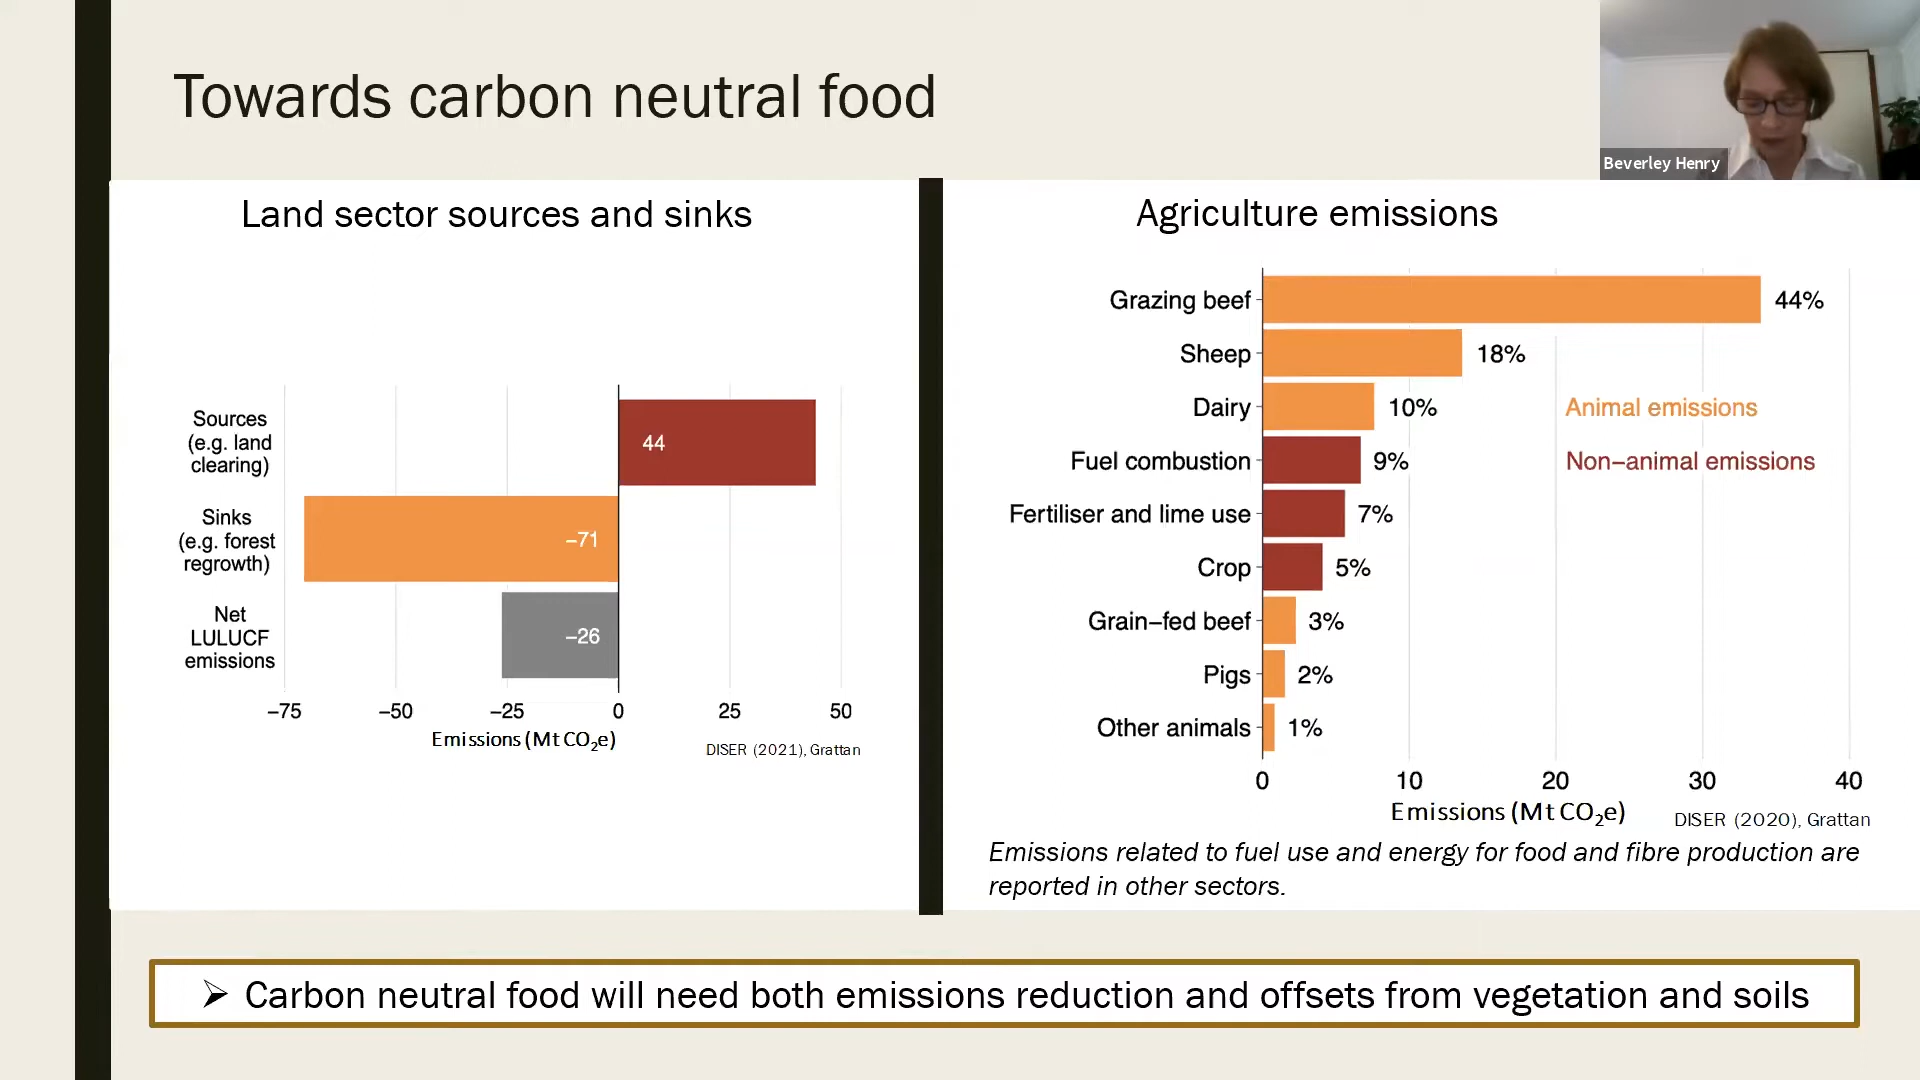 Towards carbon neutral food
Beverley Henry
Land sector sources and sinks
Sources
(e.g. land
clearing)
44
Sinks
(e.g. forest
regrowth)
−71
Net
LULUCF
emissions
−26
−75 −50 −25 0 25 50
Emissions (Mt CO₂e)
DISER (2021), Grattan
Agriculture emissions
Grazing beef 44%
Sheep 18%
Dairy 10% Animal emissions
Fuel combustion 9% Non−animal emissions
Fertiliser and lime use 7%
Crop 5%
Grain−fed beef 3%
Pigs 2%
Other animals 1%
0 10 20 30 40
Emissions (Mt CO₂e)
DISER (2020), Grattan
Emissions related to fuel use and energy for food and fibre production are
reported in other sectors.
➢ Carbon neutral food will need both emissions reduction and offsets from vegetation and soils